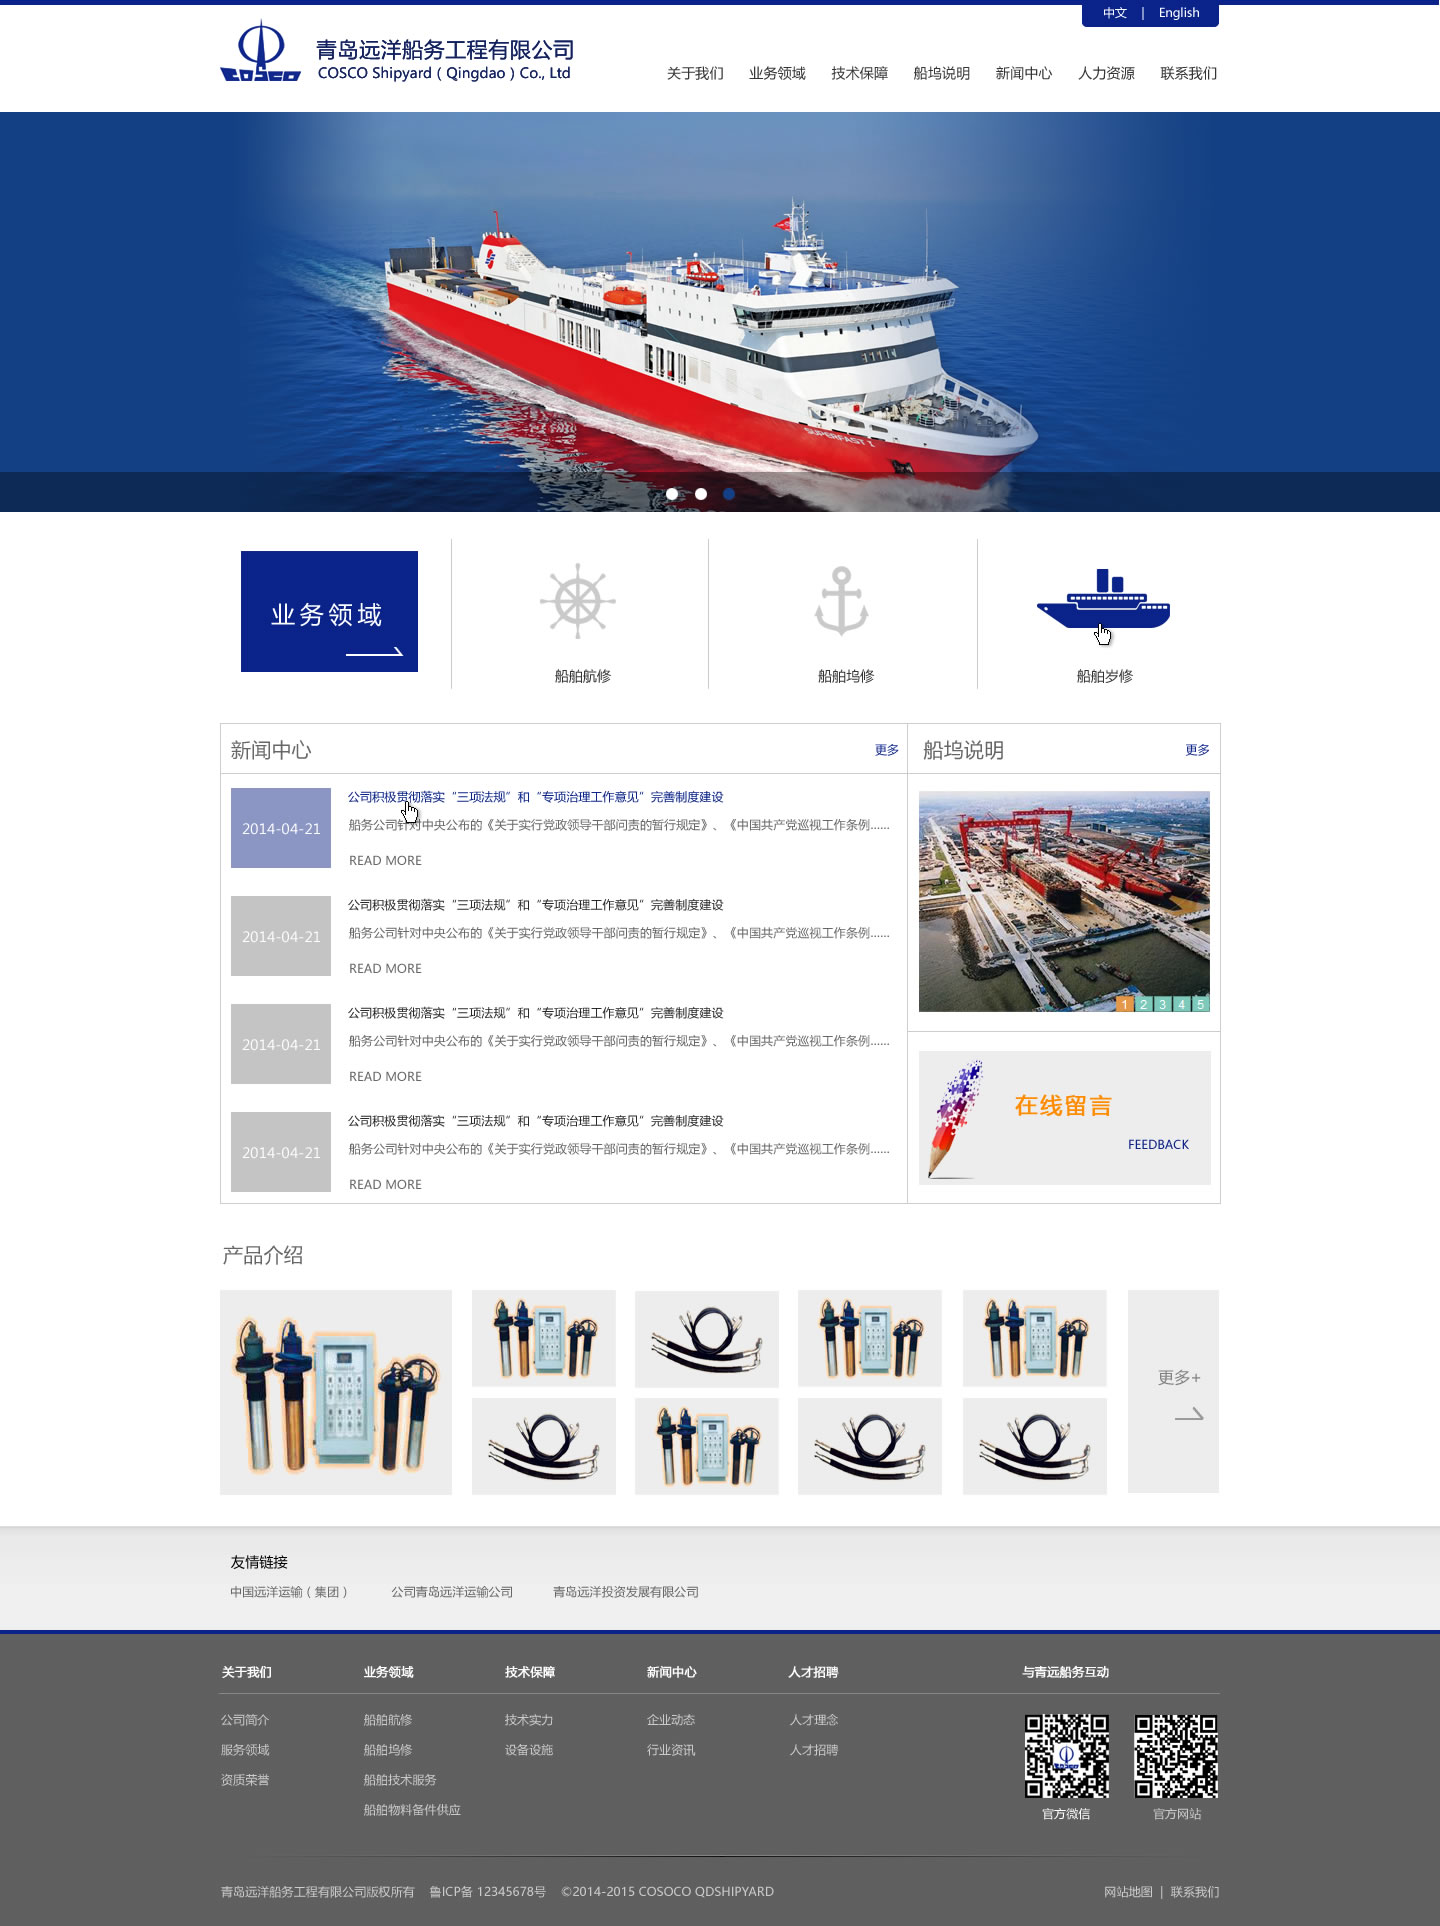 中文 | English
COSCO
青岛远洋船务工程有限公司
COSCO Shipyard ( Qingdao ) Co., Ltd
关于我们 业务领域 技术保障 船坞说明 新闻中心 人力资源 联系我们
SUPERFAST I
业务领域
船舶航修 船舶坞修 船舶岁修
新闻中心 更多
2014-04-21
公司积极贯彻落实“三项法规”和“专项治理工作意见”完善制度建设
船务公司针对中央公布的《关于实行党政领导干部问责的暂行规定》、《中国共产党巡视工作条例......
READ MORE
2014-04-21
公司积极贯彻落实“三项法规”和“专项治理工作意见”完善制度建设
船务公司针对中央公布的《关于实行党政领导干部问责的暂行规定》、《中国共产党巡视工作条例......
READ MORE
2014-04-21
公司积极贯彻落实“三项法规”和“专项治理工作意见”完善制度建设
船务公司针对中央公布的《关于实行党政领导干部问责的暂行规定》、《中国共产党巡视工作条例......
READ MORE
2014-04-21
公司积极贯彻落实“三项法规”和“专项治理工作意见”完善制度建设
船务公司针对中央公布的《关于实行党政领导干部问责的暂行规定》、《中国共产党巡视工作条例......
READ MORE
船坞说明 更多
1 2 3 4 5
在线留言
FEEDBACK
产品介绍
更多+
友情链接
中国远洋运输（集团） 公司青岛远洋运输公司 青岛远洋投资发展有限公司
关于我们 业务领域 技术保障 新闻中心 人才招聘 与青远船务互动
公司简介 船舶航修 技术实力 企业动态 人才理念
服务领域 船舶坞修 设备设施 行业资讯 人才招聘
资质荣誉 船舶技术服务
船舶物料备件供应
官方微信 官方网站
青岛远洋船务工程有限公司版权所有 鲁ICP备 12345678号 ©2014-2015 COSOCO QDSHIPYARD
网站地图 | 联系我们